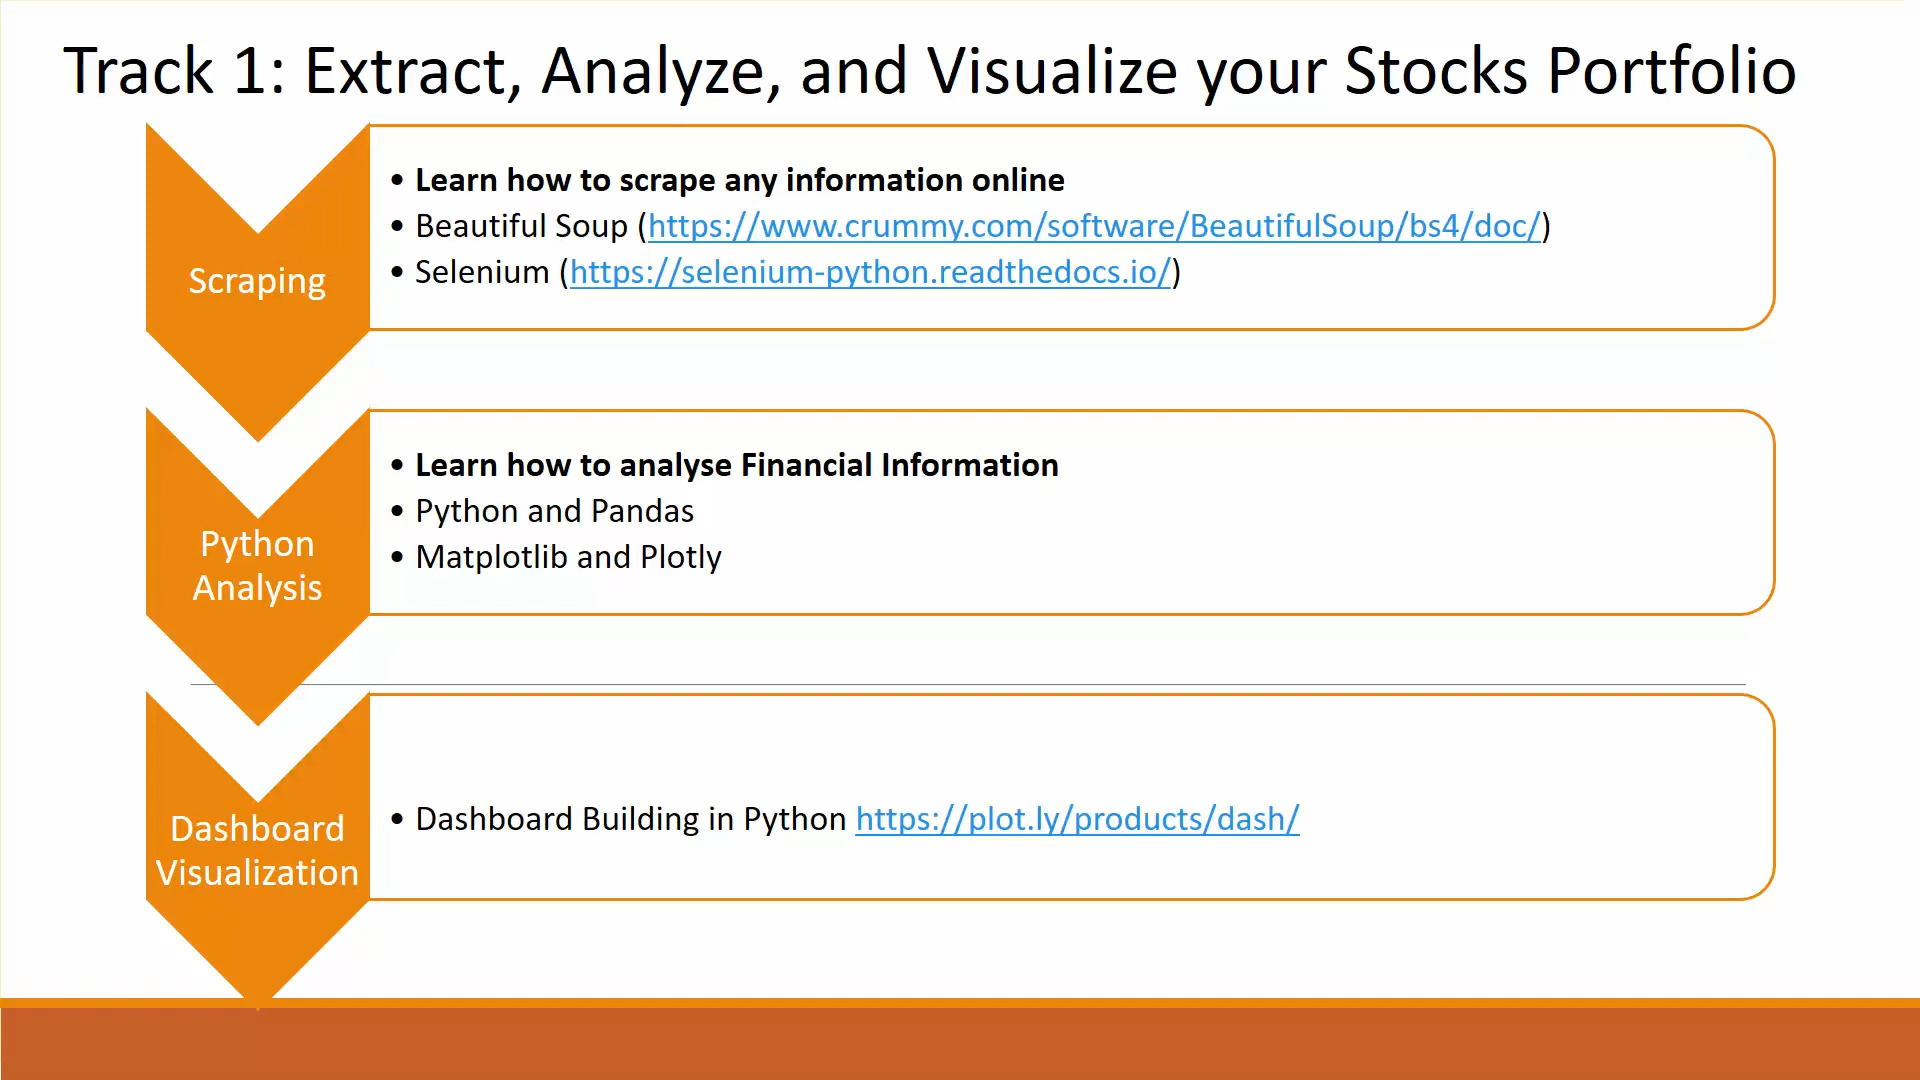 Track 1: Extract, Analyze, and Visualize your Stocks Portfolio
Scraping
• Learn how to scrape any information online
• Beautiful Soup (https://www.crummy.com/software/BeautifulSoup/bs4/doc/)
• Selenium (https://selenium-python.readthedocs.io/)
Python
Analysis
• Learn how to analyse Financial Information
• Python and Pandas
• Matplotlib and Plotly
Dashboard
Visualization
• Dashboard Building in Python https://plot.ly/products/dash/